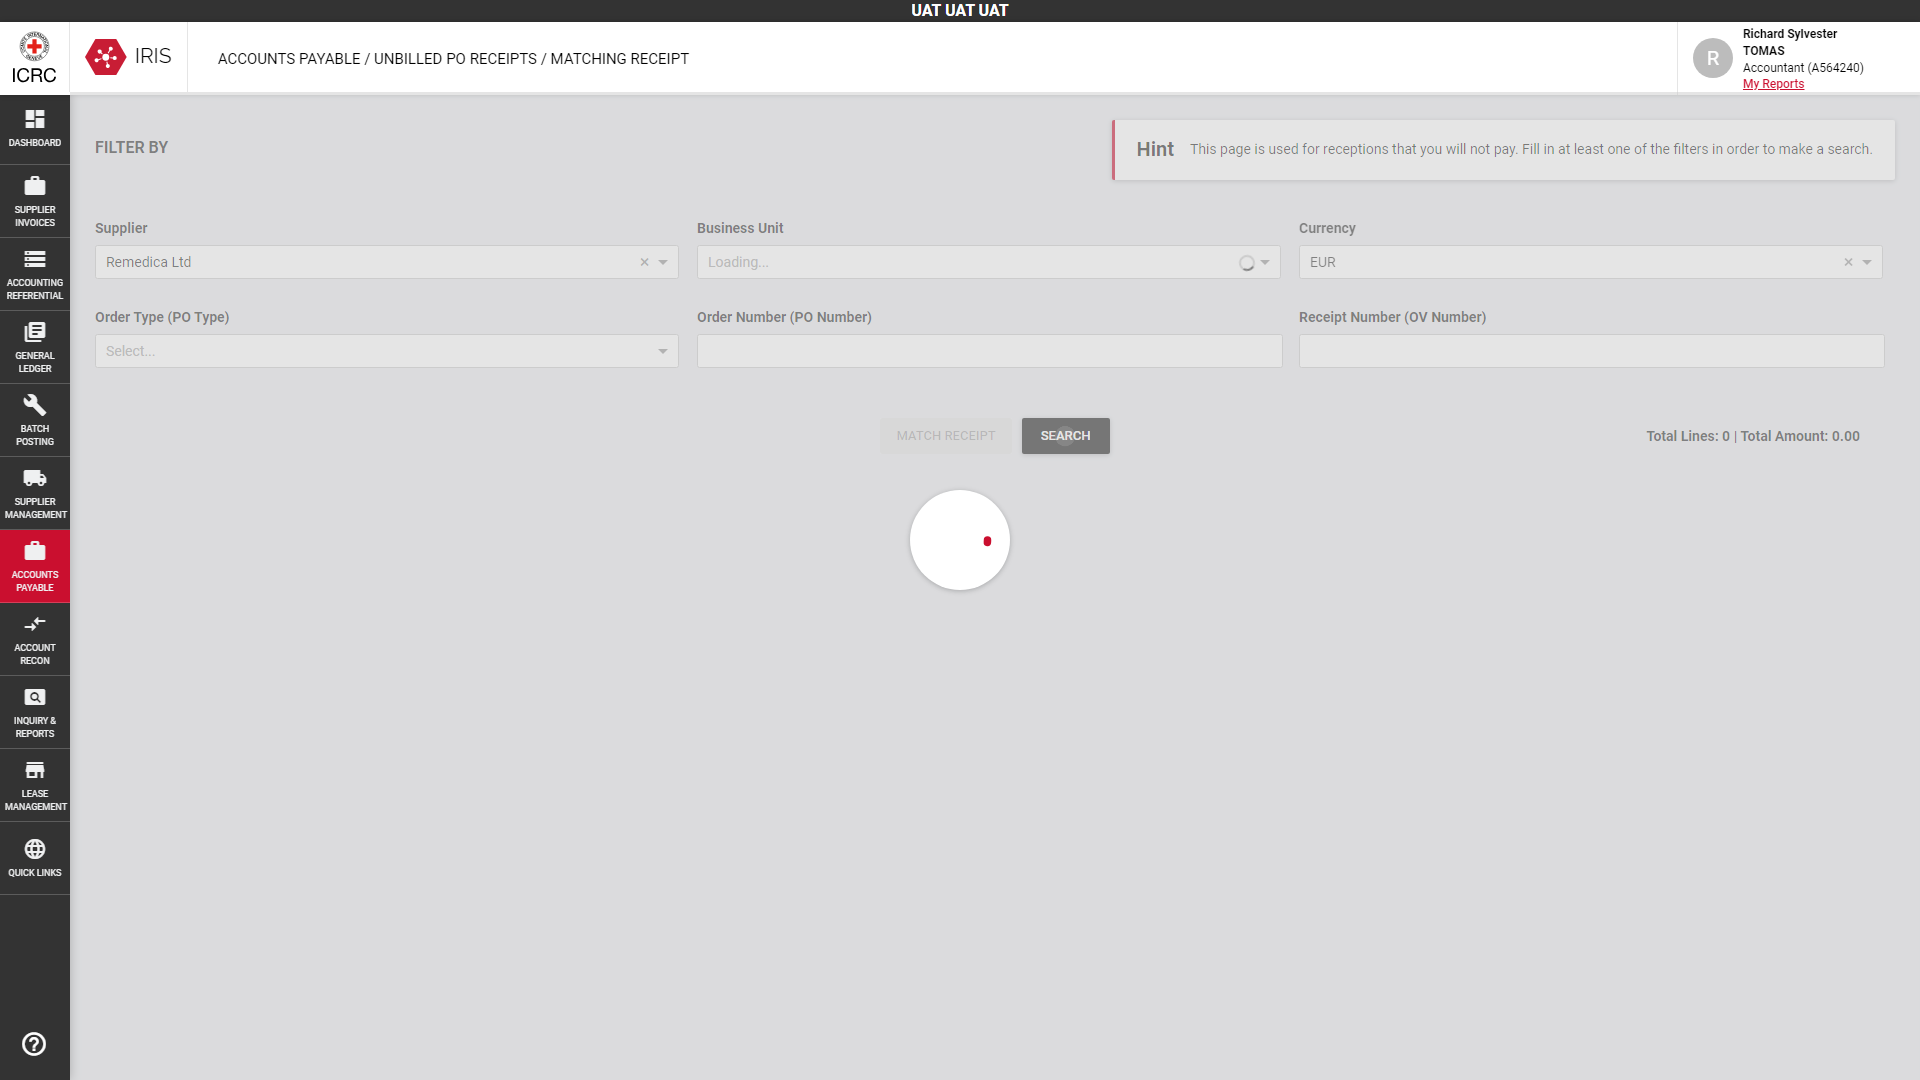 UAT UAT UAT
ICRC
IRIS
ACCOUNTS PAYABLE / UNBILLED PO RECEIPTS / MATCHING RECEIPT
R
Richard Sylvester
TOMAS
Accountant (A564240)
My Reports
DASHBOARD
SUPPLIER
INVOICES
ACCOUNTING
REFERENTIAL
GENERAL
LEDGER
BATCH
POSTING
SUPPLIER
MANAGEMENT
ACCOUNTS
PAYABLE
ACCOUNT
RECON
INQUIRY &
REPORTS
LEASE
MANAGEMENT
QUICK LINKS
FILTER BY
Hint This page is used for receptions that you will not pay. Fill in at least one of the filters in order to make a search.
Supplier
Remedica Ltd
Business Unit
Loading...
Currency
EUR
Order Type (PO Type)
Select...
Order Number (PO Number)
Receipt Number (OV Number)
MATCH RECEIPT
SEARCH
Total Lines: 0 | Total Amount: 0.00